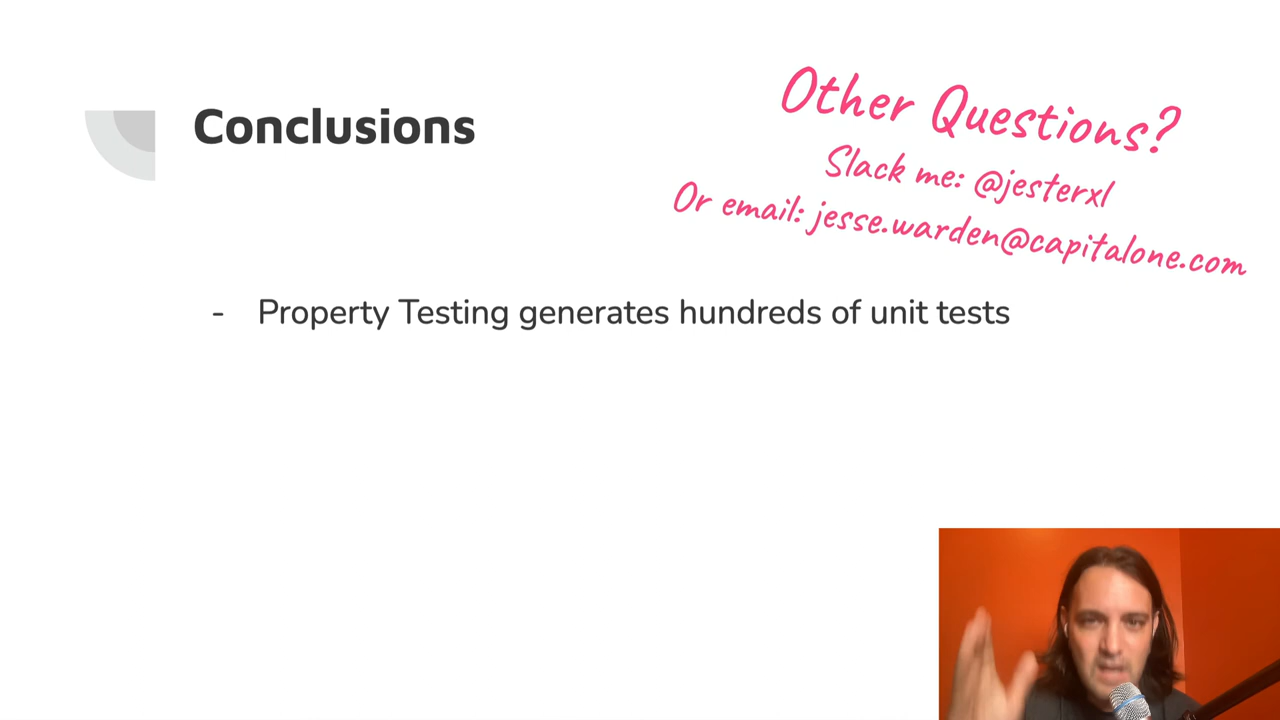 Conclusions
Other Questions?
Slack me: @jesterxl
Or email: jesse.warden@capitalone.com
- Property Testing generates hundreds of unit tests